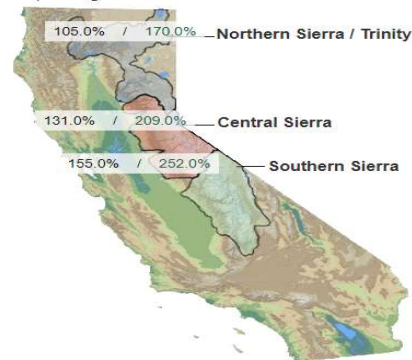 105.0% / 170.0% Northern Sierra / Trinity
131.0% / 209.0% Central Sierra
155.0% / 252.0% Southern Sierra